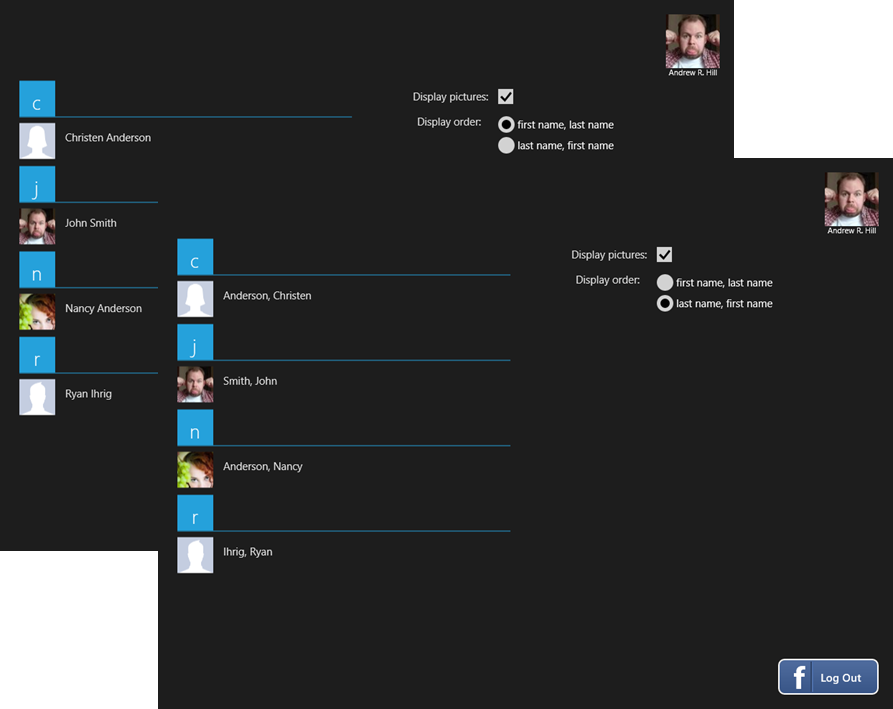 Andrew R. Hill
c
Display pictures:
Christen Anderson
Display order:
first name, last name
last name, first name
j
John Smith
n
Nancy Anderson
r
Ryan Ihrig
Andrew R. Hill
c
Display pictures:
Anderson, Christen
Display order:
first name, last name
last name, first name
j
Smith, John
n
Anderson, Nancy
r
Ihrig, Ryan
f Log Out